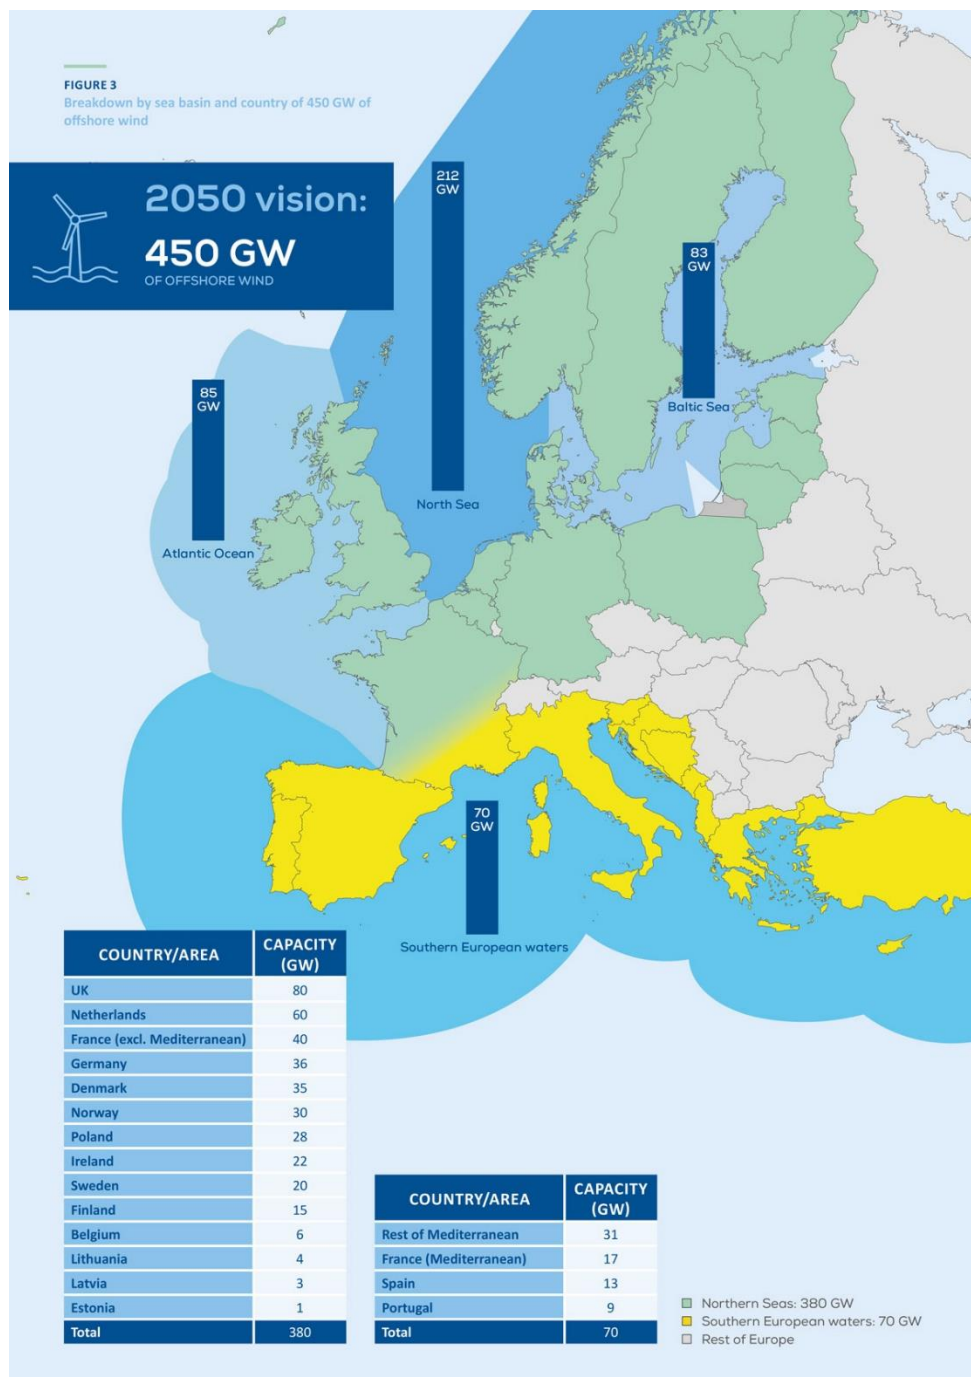 FIGURE 3
Breakdown by sea basin and country of 450 GW of
offshore wind
2050 vision:
450 GW
OF OFFSHORE WIND
212
GW
North Sea
83
GW
Baltic Sea
85
GW
Atlantic Ocean
70
GW
Southern European waters
COUNTRY/AREA CAPACITY (GW)
UK 80
Netherlands 60
France (excl. Mediterranean) 40
Germany 36
Denmark 35
Norway 30
Poland 28
Ireland 22
Sweden 20
Finland 15
Belgium 6
Lithuania 4
Latvia 3
Estonia 1
Total 380
COUNTRY/AREA CAPACITY (GW)
Rest of Mediterranean 31
France (Mediterranean) 17
Spain 13
Portugal 9
Total 70
Northern Seas: 380 GW
Southern European waters: 70 GW
Rest of Europe